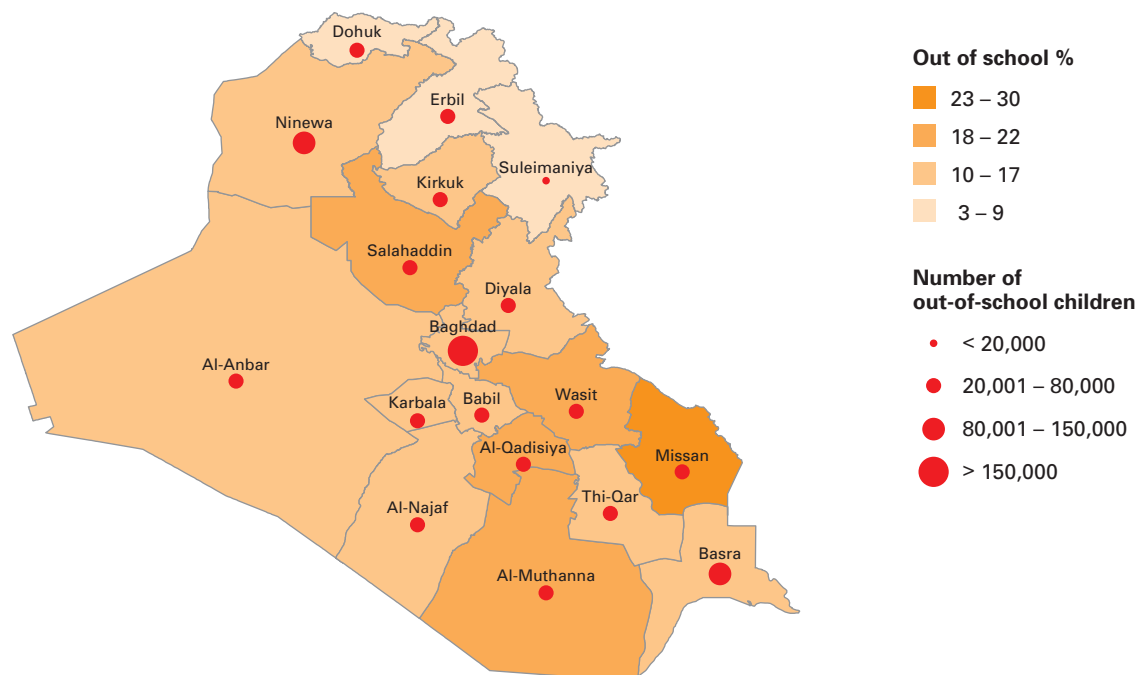 Dohuk
Erbil
Ninewa
Suleimaniya
Kirkuk
Salahaddin
Diyala
Baghdad
Al-Anbar
Karbala
Babil
Wasit
Al-Qadisiya
Missan
Al-Najaf
Thi-Qar
Basra
Al-Muthanna
Out of school %
23 – 30
18 – 22
10 – 17
3 – 9
Number of
out-of-school children
< 20,000
20,001 – 80,000
80,001 – 150,000
> 150,000